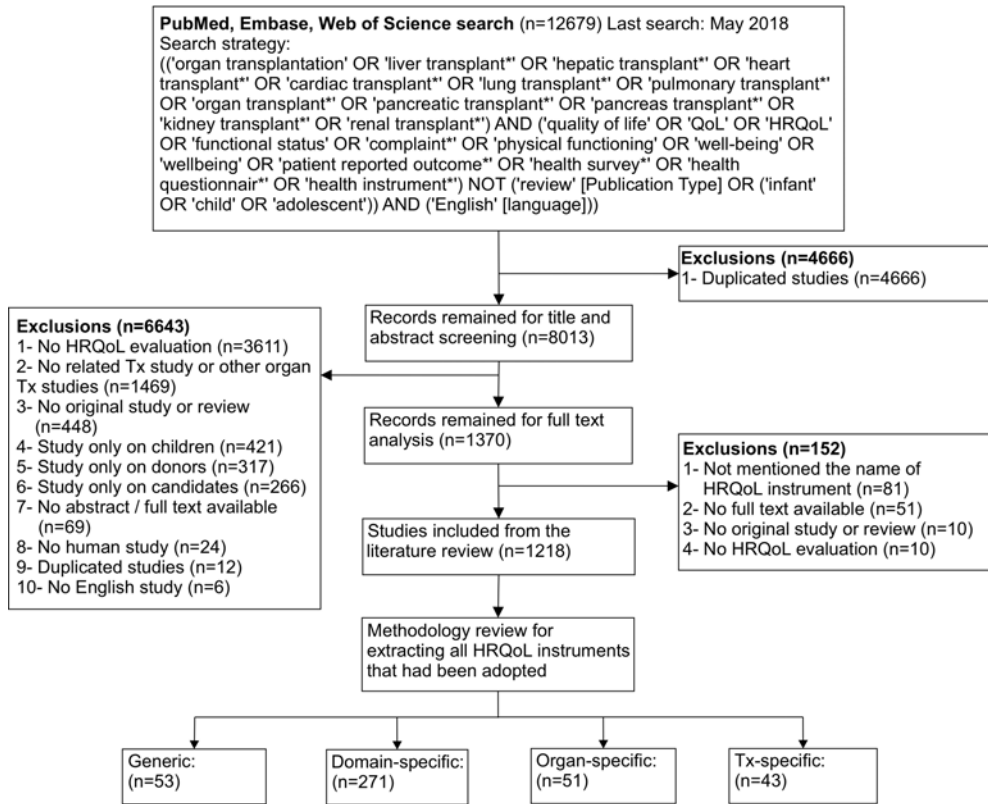 PubMed, Embase, Web of Science search (n=12679) Last search: May 2018
Search strategy:
(('organ transplantation' OR 'liver transplant*' OR 'hepatic transplant*' OR 'heart
transplant*' OR 'cardiac transplant*' OR 'lung transplant*' OR 'pulmonary transplant*'
OR 'organ transplant*' OR 'pancreatic transplant*' OR 'pancreas transplant*' OR
'kidney transplant*' OR 'renal transplant*') AND ('quality of life' OR 'QoL' OR 'HRQoL'
OR 'functional status' OR 'complaint*' OR 'physical functioning' OR 'well-being' OR
'wellbeing' OR 'patient reported outcome*' OR 'health survey*' OR 'health
questionnair*' OR 'health instrument*') NOT ('review' [Publication Type] OR ('infant'
OR 'child' OR 'adolescent')) AND ('English' [language]))
Exclusions (n=4666)
1- Duplicated studies (n=4666)
Records remained for title and
abstract screening (n=8013)
Exclusions (n=6643)
1- No HRQoL evaluation (n=3611)
2- No related Tx study or other organ
Tx studies (n=1469)
3- No original study or review
(n=448)
4- Study only on children (n=421)
5- Study only on donors (n=317)
6- Study only on candidates (n=266)
7- No abstract / full text available
(n=69)
8- No human study (n=24)
9- Duplicated studies (n=12)
10- No English study (n=6)
Records remained for full text
analysis (n=1370)
Exclusions (n=152)
1- Not mentioned the name of
HRQoL instrument (n=81)
2- No full text available (n=51)
3- No original study or review (n=10)
4- No HRQoL evaluation (n=10)
Studies included from the
literature review (n=1218)
Methodology review for
extracting all HRQoL instruments
that had been adopted
Generic:
(n=53)
Domain-specific:
(n=271)
Organ-specific:
(n=51)
Tx-specific:
(n=43)